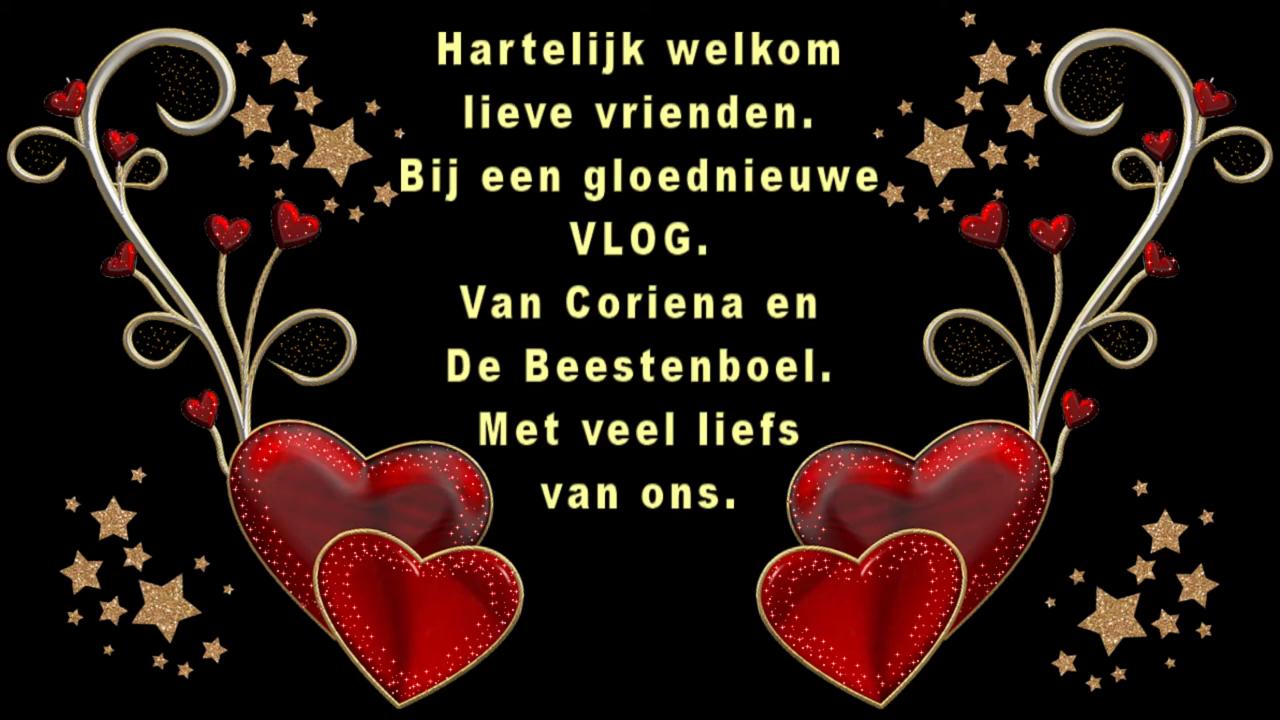 Hartelijk welkom
lieve vrienden.
Bij een gloednieuwe
VLOG.
Van Coriena en
De Beestenboel.
Met veel liefs
van ons.